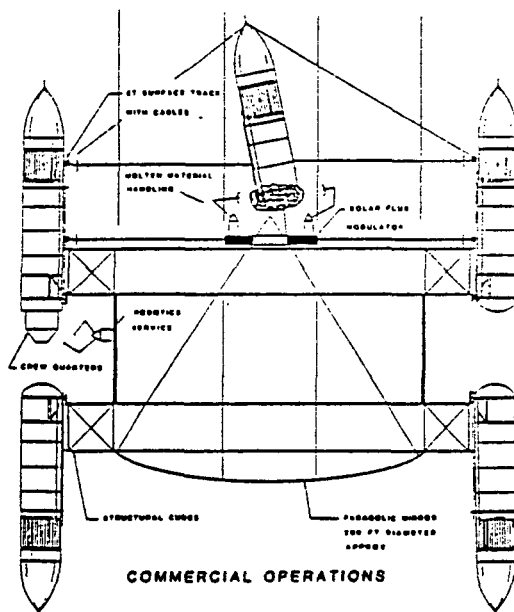 ET SURFACE TRACK
WITH CABLES
MOLTEN MATERIAL
HANDLING
SOLAR FLUX
MODULATOR
ROBOTICS
SERVICE
CREW QUARTERS
STRUCTURAL CUBES
PARABOLIC MIRROR
FT DIAMETER
APPROX
COMMERCIAL OPERATIONS